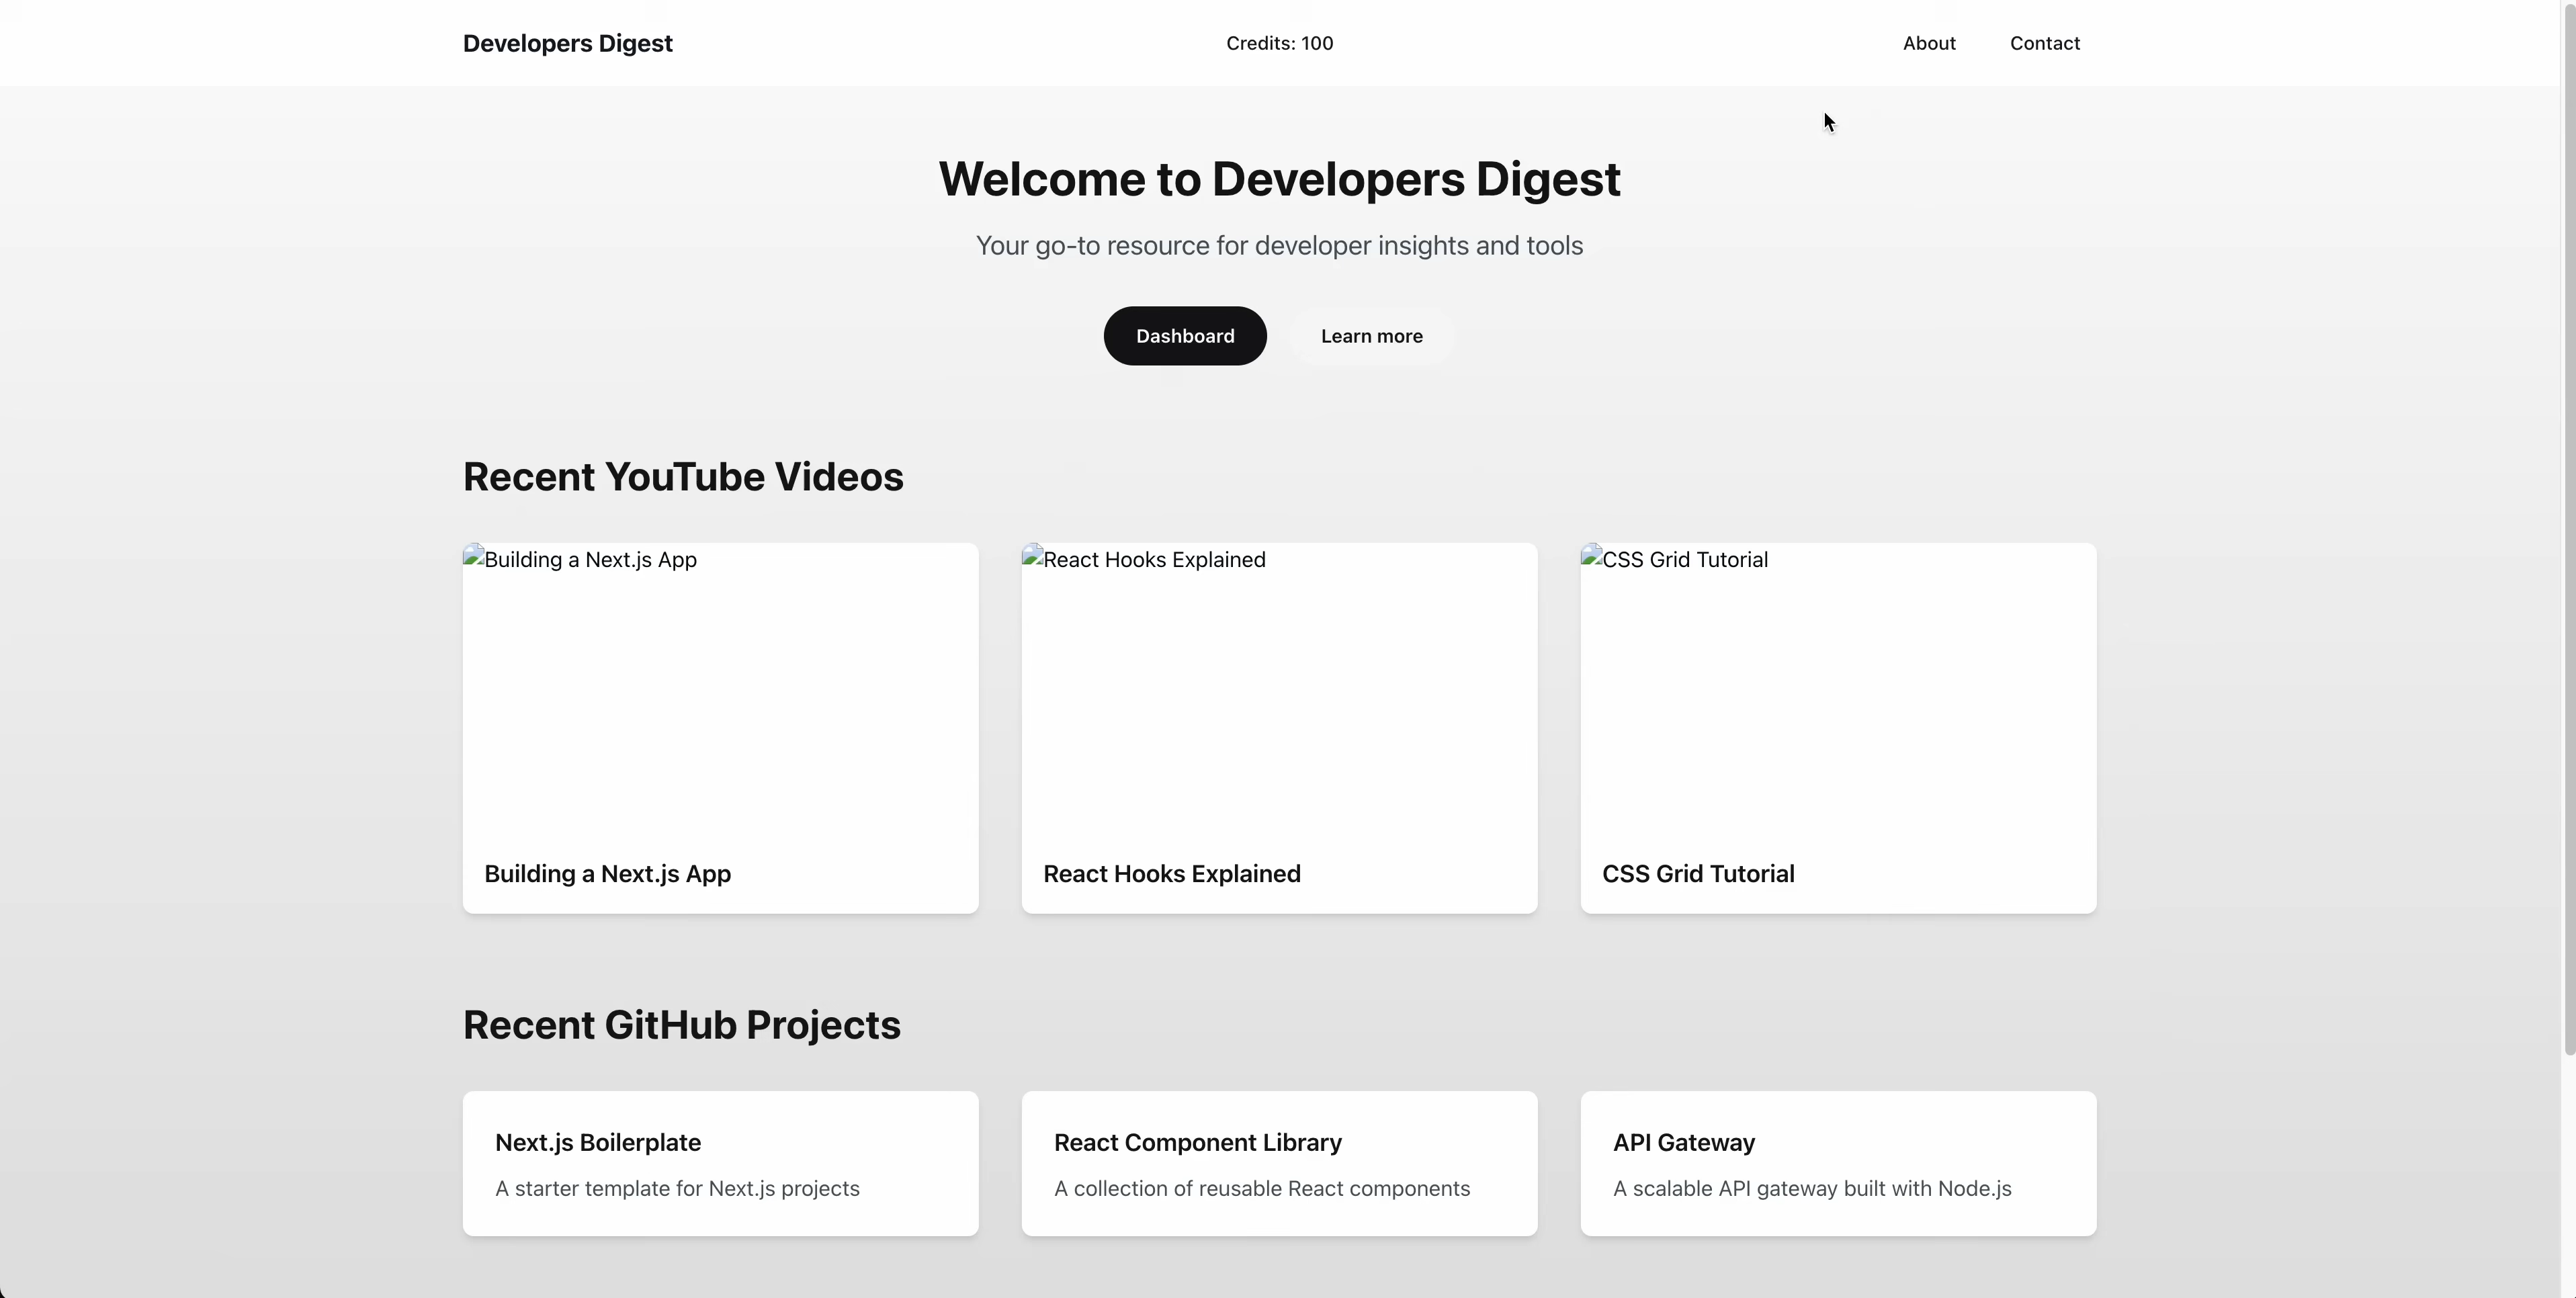 Developers Digest
Credits: 100
About
Contact
Welcome to Developers Digest
Your go-to resource for developer insights and tools
Dashboard
Learn more
Recent YouTube Videos
Building a Next.js App
React Hooks Explained
CSS Grid Tutorial
Building a Next.js App
React Hooks Explained
CSS Grid Tutorial
Recent GitHub Projects
Next.js Boilerplate
A starter template for Next.js projects
React Component Library
A collection of reusable React components
API Gateway
A scalable API gateway built with Node.js